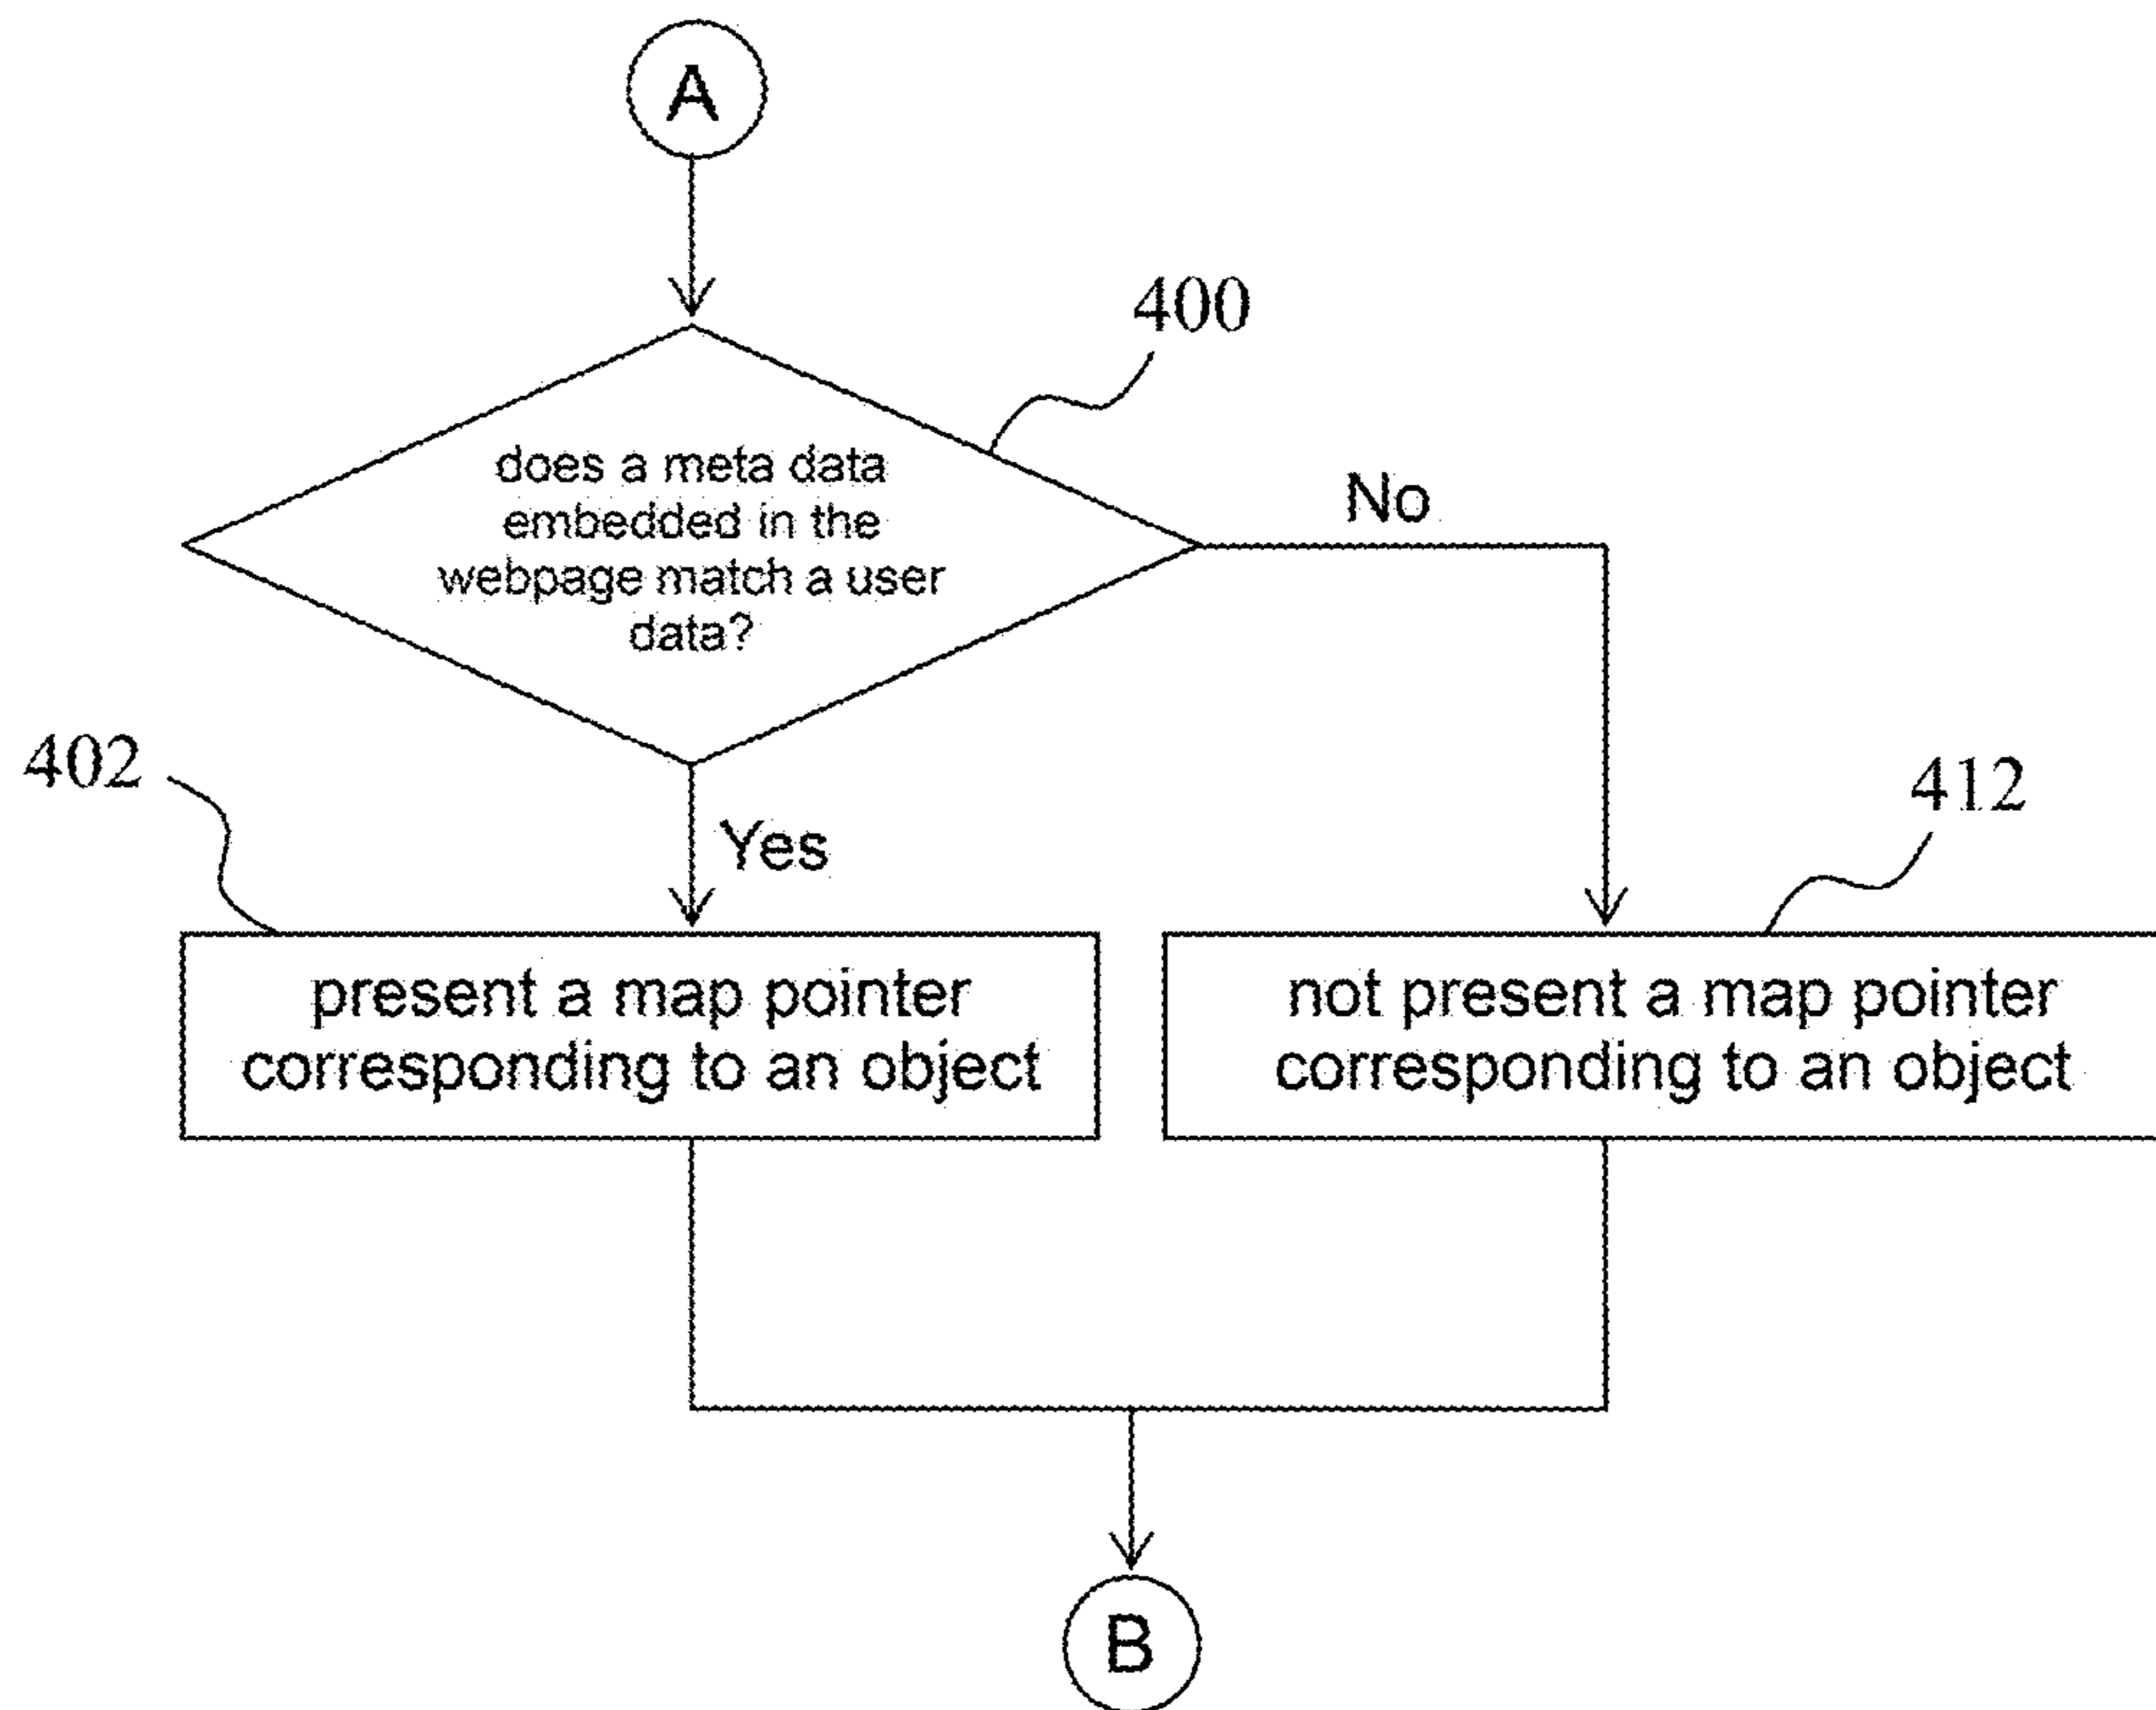 A
400
does a meta data
embedded in the
webpage match a user
data?
No
402
Yes
412
present a map pointer
corresponding to an object
not present a map pointer
corresponding to an object
B